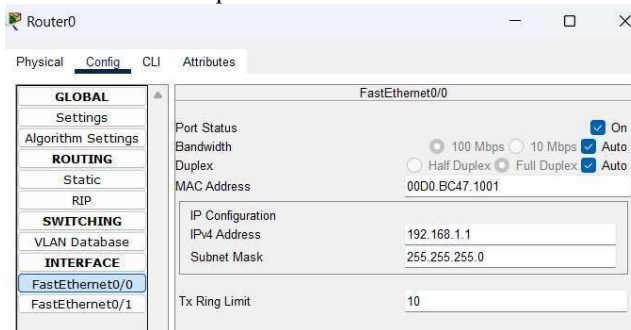 Router0
Physical Config CLI Attributes
GLOBAL
Settings
Algorithm Settings
ROUTING
Static
RIP
SWITCHING
VLAN Database
INTERFACE
FastEthernet0/0
FastEthernet0/1
FastEthernet0/0
Port Status On
Bandwidth 100 Mbps 10 Mbps Auto
Duplex Half Duplex Full Duplex Auto
MAC Address 00D0.BC47.1001
IP Configuration
IPv4 Address 192.168.1.1
Subnet Mask 255.255.255.0
Tx Ring Limit 10